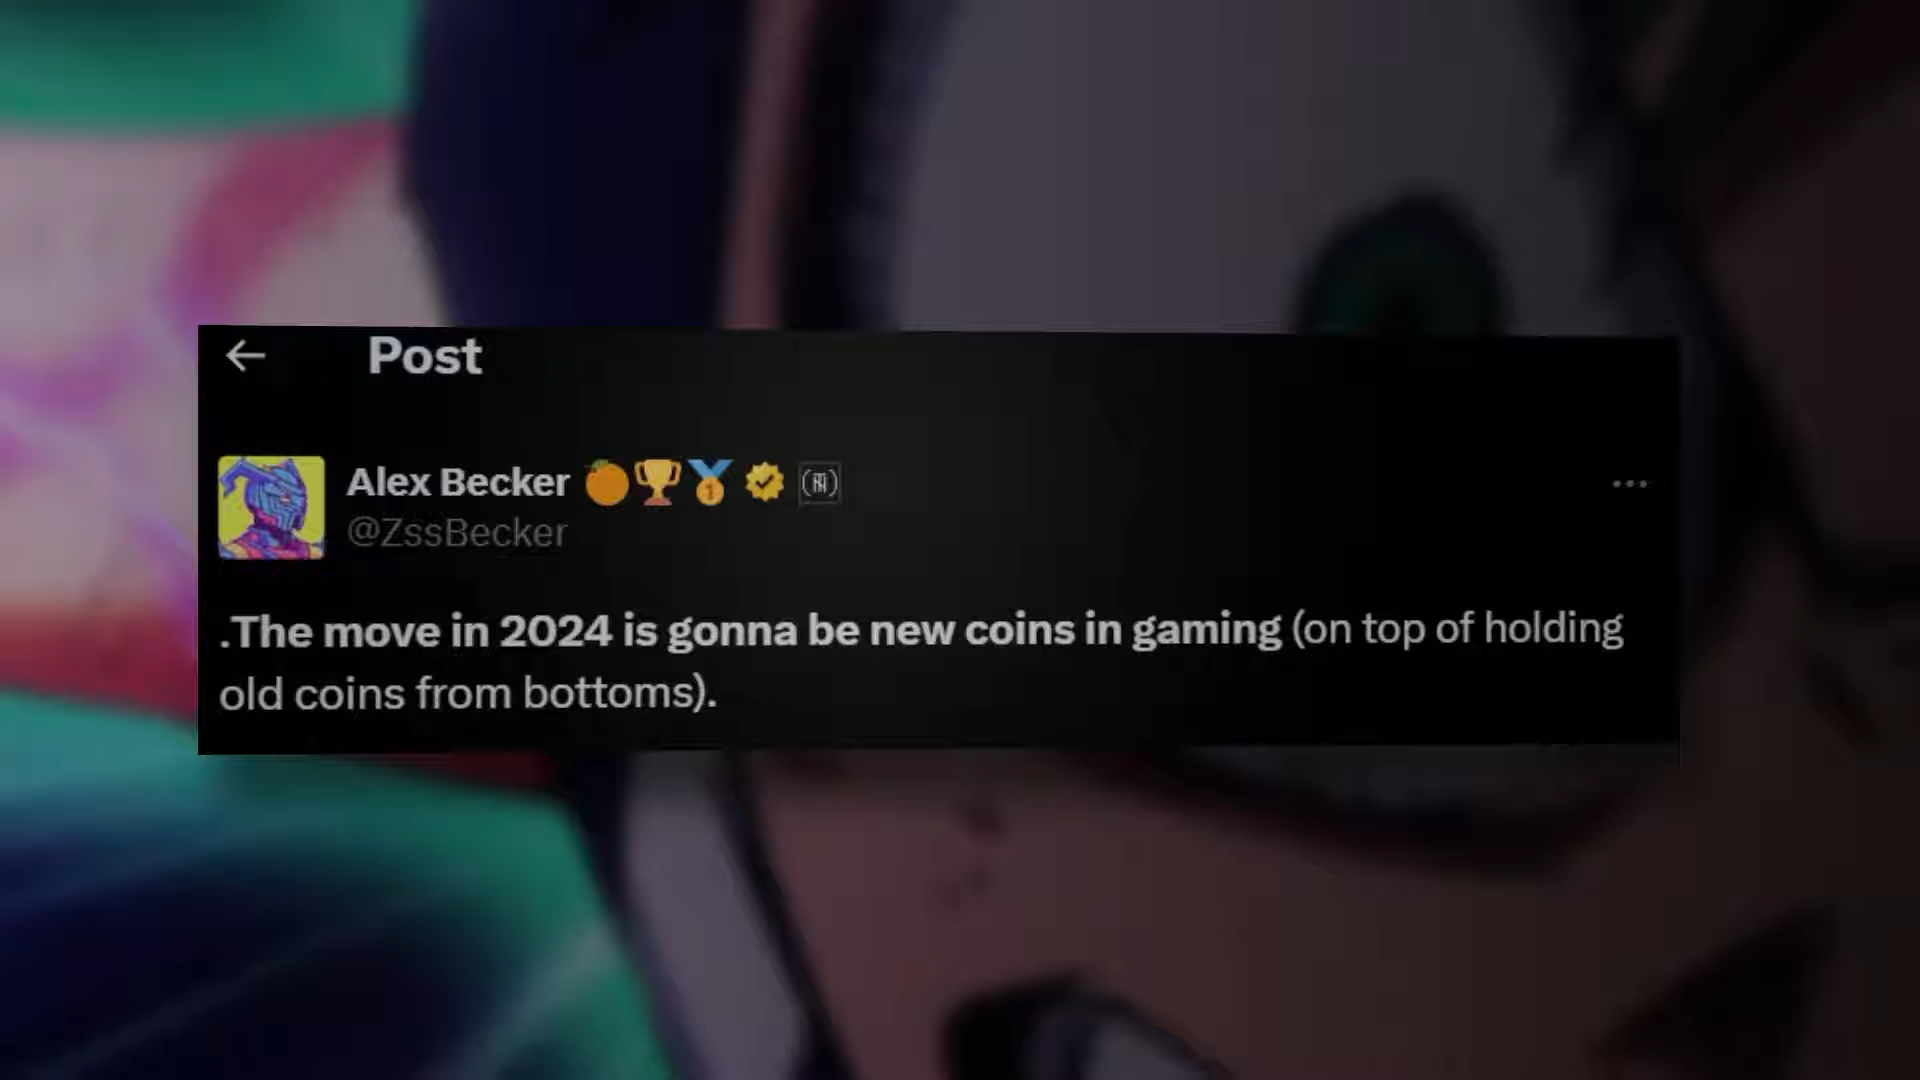 Post
Alex Becker 🍊🏆🥇
@ZssBecker
.The move in 2024 is gonna be new coins in gaming (on top of holding
old coins from bottoms).